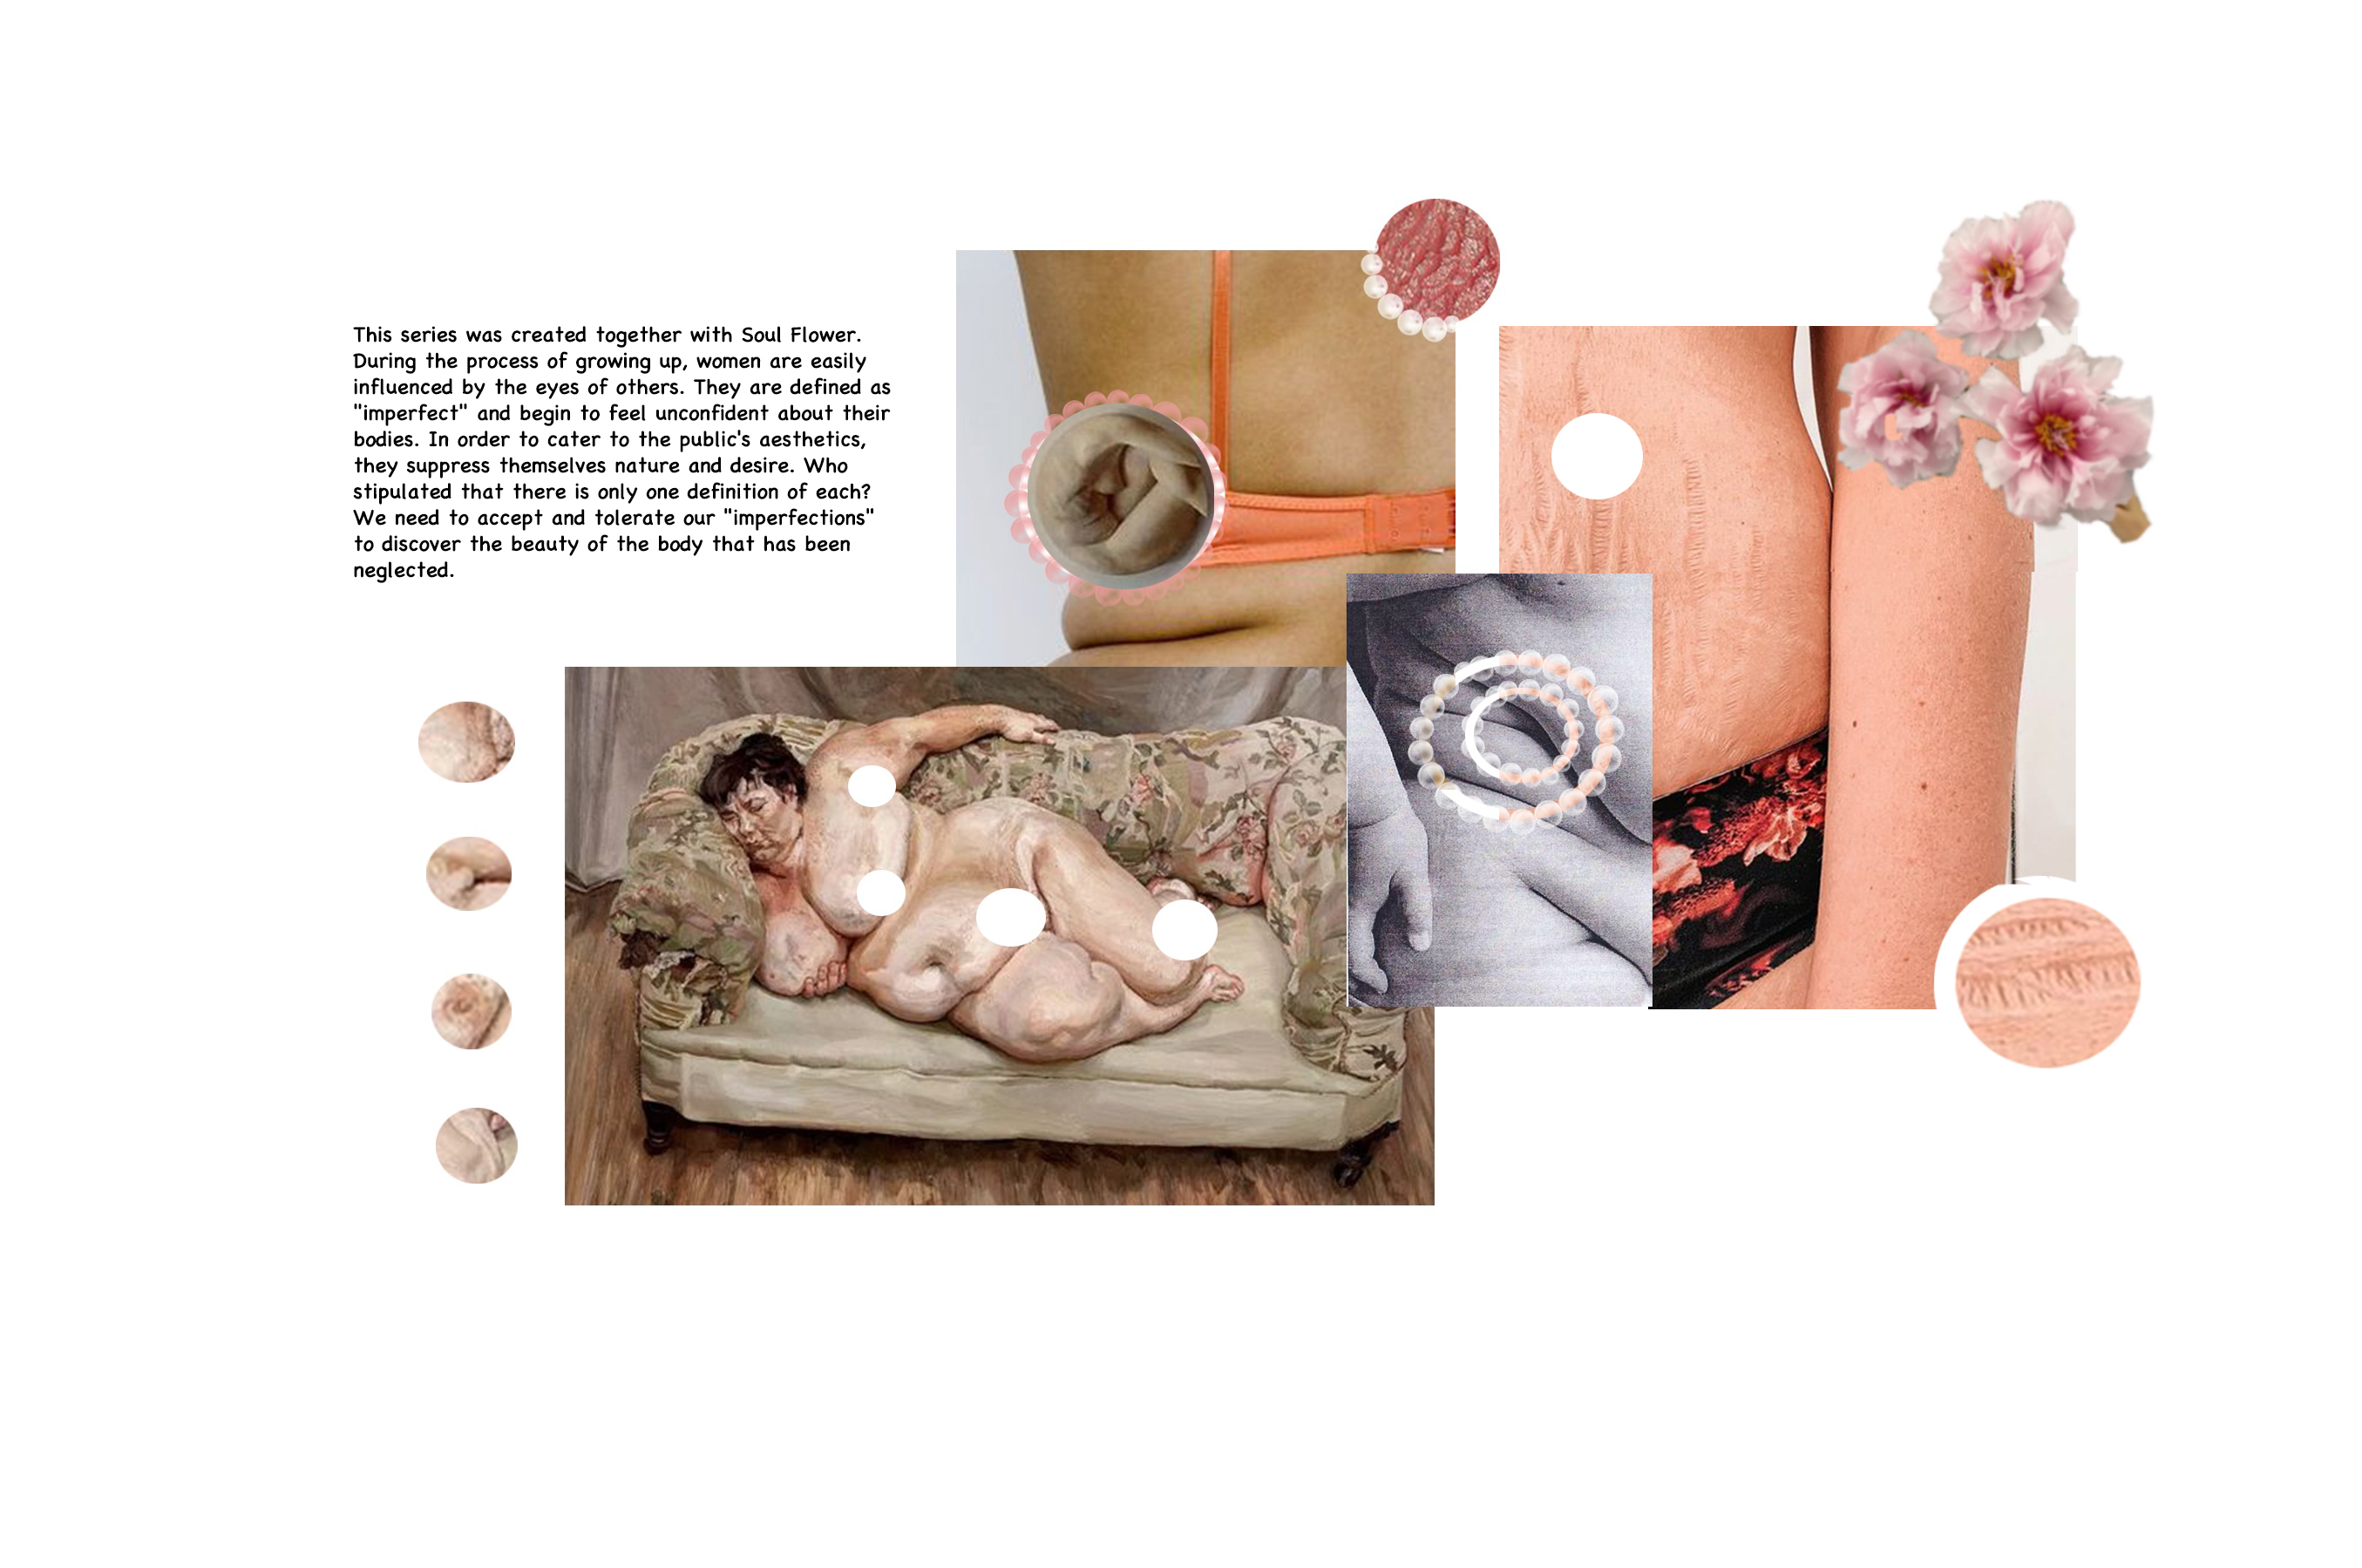 This series was created together with Soul Flower.
During the process of growing up, women are easily
influenced by the eyes of others. They are defined as
"imperfect" and begin to feel unconfident about their
bodies. In order to cater to the public's aesthetics,
they suppress themselves nature and desire. Who
stipulated that there is only one definition of each?
We need to accept and tolerate our "imperfections"
to discover the beauty of the body that has been
neglected.